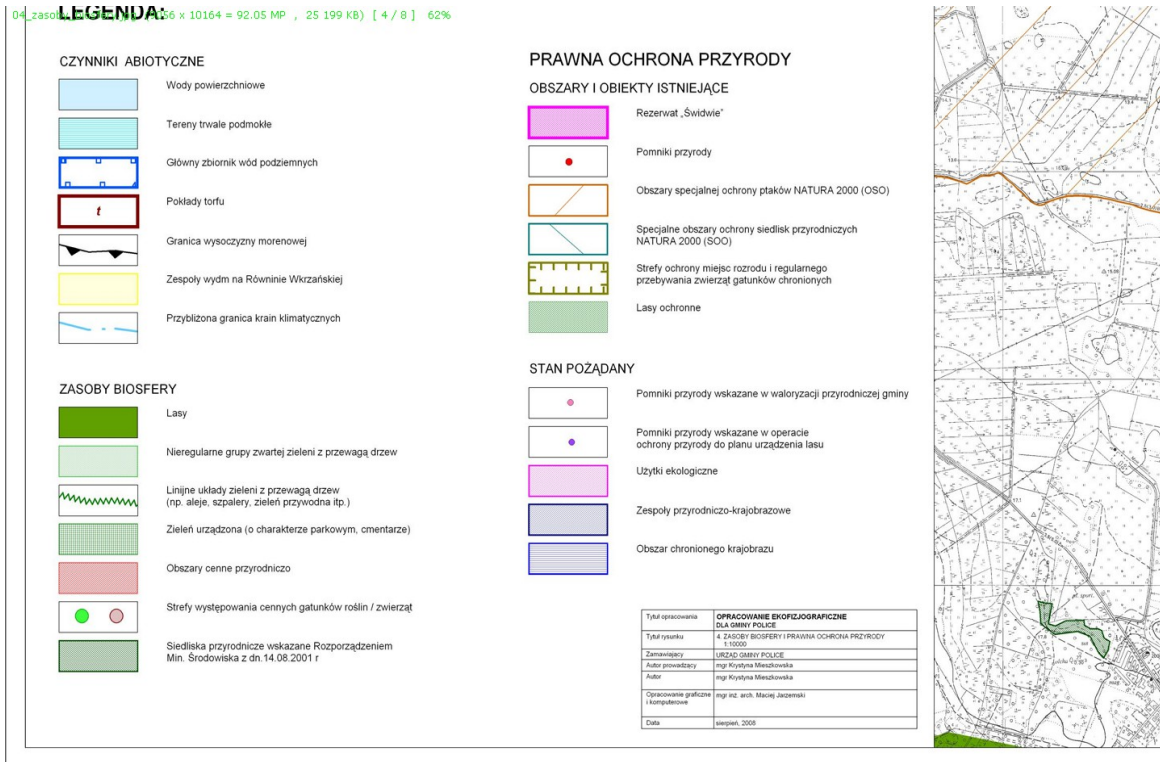 LEGENDA:
x 10164 = 92.05 MP , 25 199 KB) [ 4 / 8 ] 62%
CZYNNIKI ABIOTYCZNE
Wody powierzchniowe
Tereny trwale podmokłe
Główny zbiornik wód podziemnych
t
Pokłady torfu
Granica wysoczyzny morenowej
Zespoły wydm na Równinie Wkrzańskiej
Przybliżona granica krain klimatycznych
ZASOBY BIOSFERY
Lasy
Nieregularne grupy zwartej zieleni z przewagą drzew
Linijne układy zieleni z przewagą drzew
(np. aleje, szpalery, zieleń przywodna itp.)
Zieleń urządzona (o charakterze parkowym, cmentarze)
Obszary cenne przyrodniczo
Strefy występowania cennych gatunków roślin / zwierząt
Siedliska przyrodnicze wskazane Rozporządzeniem
Min. Środowiska z dn.14.08.2001 r
PRAWNA OCHRONA PRZYRODY
OBSZARY I OBIEKTY ISTNIEJĄCE
Rezerwat „Świdwie"
Pomniki przyrody
Obszary specjalnej ochrony ptaków NATURA 2000 (OSO)
Specjalne obszary ochrony siedlisk przyrodniczych
NATURA 2000 (SOO)
Strefy ochrony miejsc rozrodu i regularnego
przebywania zwierząt gatunków chronionych
Lasy ochronne
STAN POŻĄDANY
Pomniki przyrody wskazane w waloryzacji przyrodniczej gminy
Pomniki przyrody wskazane w operacie
ochrony przyrody do planu urządzenia lasu
Użytki ekologiczne
Zespoły przyrodniczo-krajobrazowe
Obszar chronionego krajobrazu
Tytuł opracowania OPRACOWANIE EKOFIZJOGRAFICZNE
DLA GMINY POLICE
Tytuł rysunku 4. ZASOBY BIOSFERY I PRAWNA OCHRONA PRZYRODY
1:10000
Zamawiający URZĄD GMINY POLICE
Autor prowadzący mgr Krystyna Mieszkowska
Autor mgr Krystyna Mieszkowska
Opracowanie graficzne mgr inż. arch. Maciej Jarzemski
i komputerowe
Data sierpień, 2008